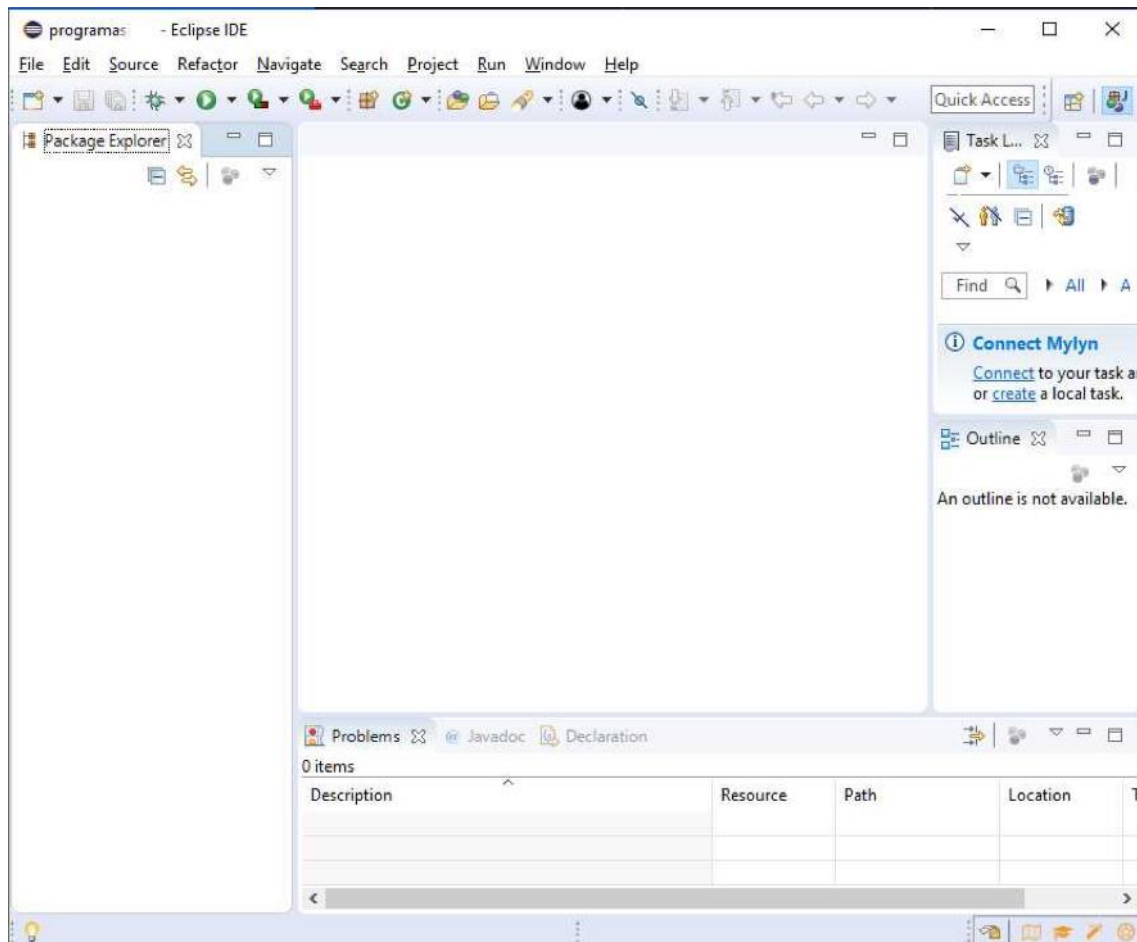 programas - Eclipse IDE
File Edit Source Refactor Navigate Search Project Run Window Help
Quick Access
Package Explorer
Task L...
Find All A
Connect Mylyn
Connect to your task a
or create a local task.
Outline
An outline is not available.
Problems @ Javadoc Declaration
0 items
Description Resource Path Location T